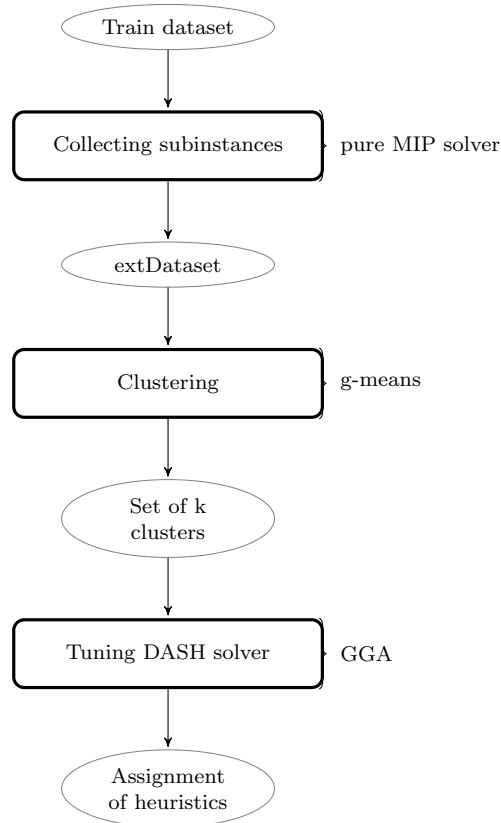 Train dataset
Collecting subinstances
pure MIP solver
extDataset
Clustering
g-means
Set of k
clusters
Tuning DASH solver
GGA
Assignment
of heuristics